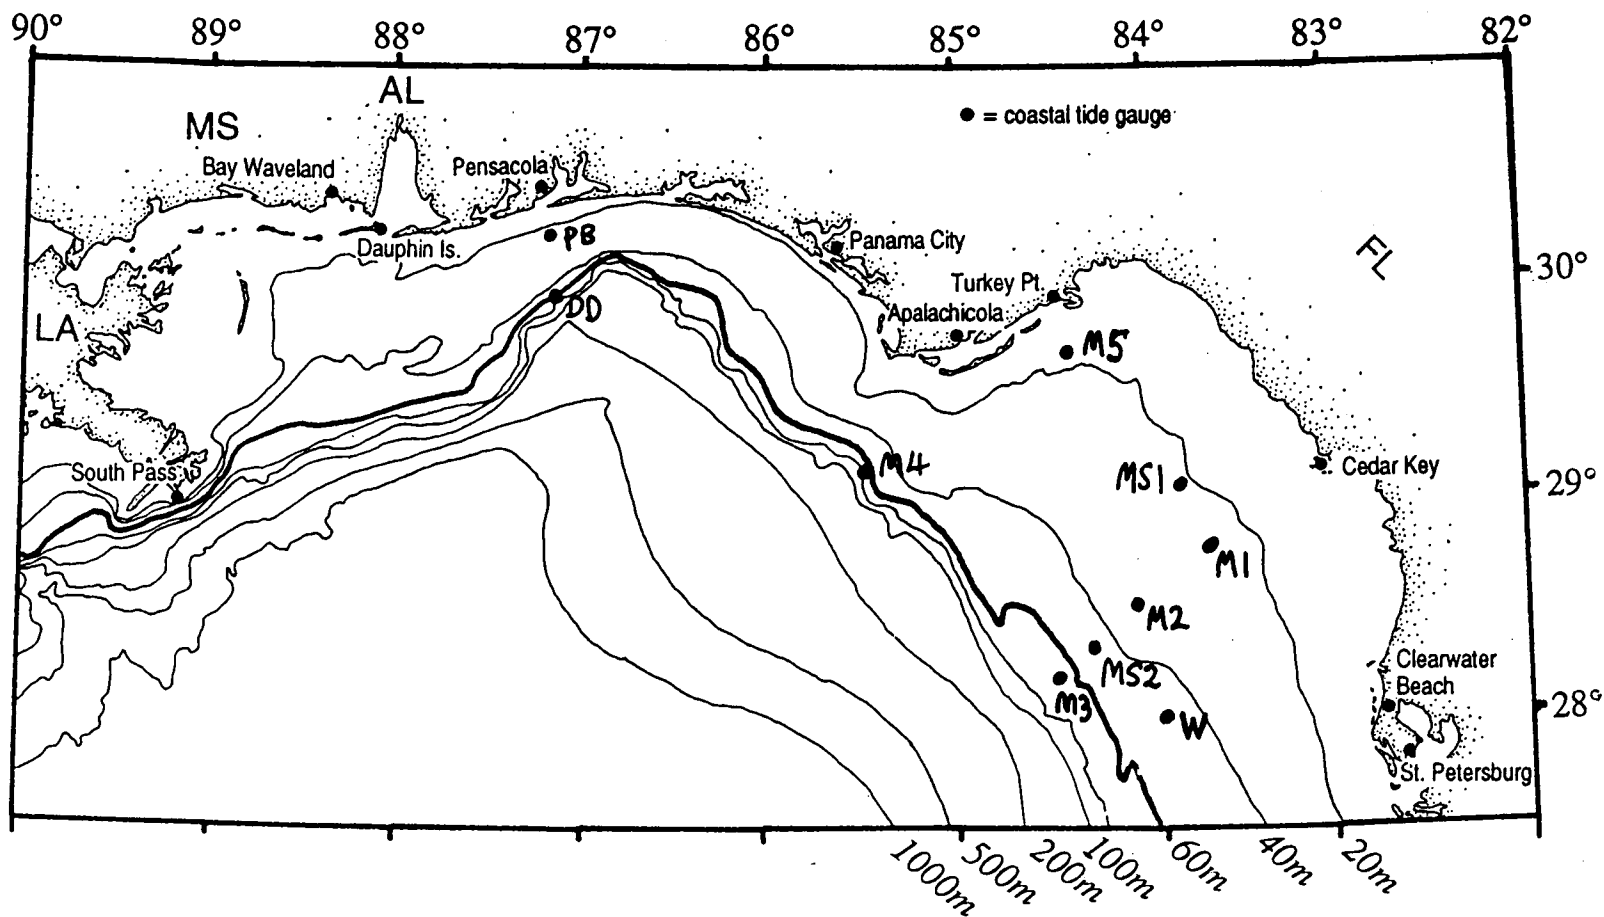 90° 89° 88° 87° 86° 85° 84° 83° 82°
AL
MS
● = coastal tide gauge
Bay Waveland
Pensacola
Dauphin Is.
PB
Panama City
FL
30°
Turkey Pt.
Apalachicola
DD
LA
M5
South Pass
M4
MS1
Cedar Key
29°
M1
M2
MS2
Clearwater
Beach
M3
W
28°
St. Petersburg
1000m 500m 200m 100m 60m 40m 20m